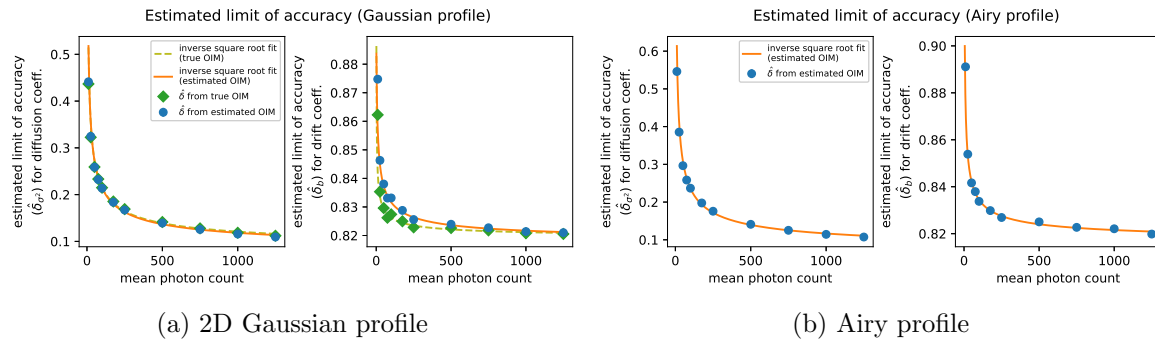 Estimated limit of accuracy (Gaussian profile)
estimated limit of accuracy
(δ̂_σ²) for diffusion coeff.
0.5
0.4
0.3
0.2
0.1
inverse square root fit
(true OIM)
inverse square root fit
(estimated OIM)
δ̂ from true OIM
δ̂ from estimated OIM
0 500 1000
mean photon count
estimated limit of accuracy
(δ̂_b) for drift coeff.
0.88
0.87
0.86
0.85
0.84
0.83
0.82
0 500 1000
mean photon count
(a) 2D Gaussian profile
Estimated limit of accuracy (Airy profile)
estimated limit of accuracy
(δ̂_σ²) for diffusion coeff.
0.6
0.5
0.4
0.3
0.2
0.1
inverse square root fit
(estimated OIM)
δ̂ from estimated OIM
0 500 1000
mean photon count
estimated limit of accuracy
(δ̂_b) for drift coeff.
0.90
0.88
0.86
0.84
0.82
0 500 1000
mean photon count
(b) Airy profile